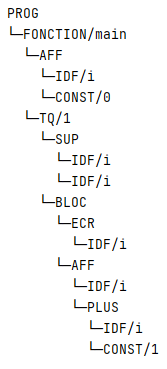 PROG
└─FONCTION/main
  └─AFF
    └─IDF/i
    └─CONST/0
  └─TQ/1
    └─SUP
      └─IDF/i
      └─IDF/i
    └─BLOC
      └─ECR
        └─IDF/i
      └─AFF
        └─IDF/i
        └─PLUS
          └─IDF/i
          └─CONST/1